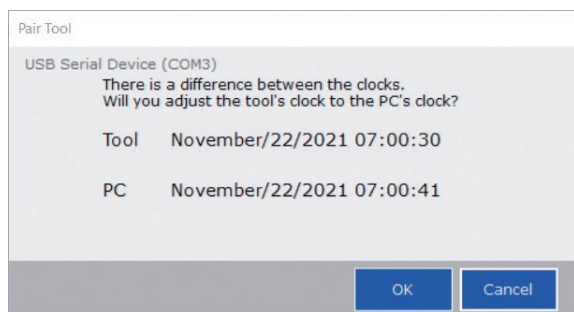 Pair Tool
USB Serial Device (COM3)
There is a difference between the clocks.
Will you adjust the tool's clock to the PC's clock?
Tool November/22/2021 07:00:30
PC November/22/2021 07:00:41
OK Cancel